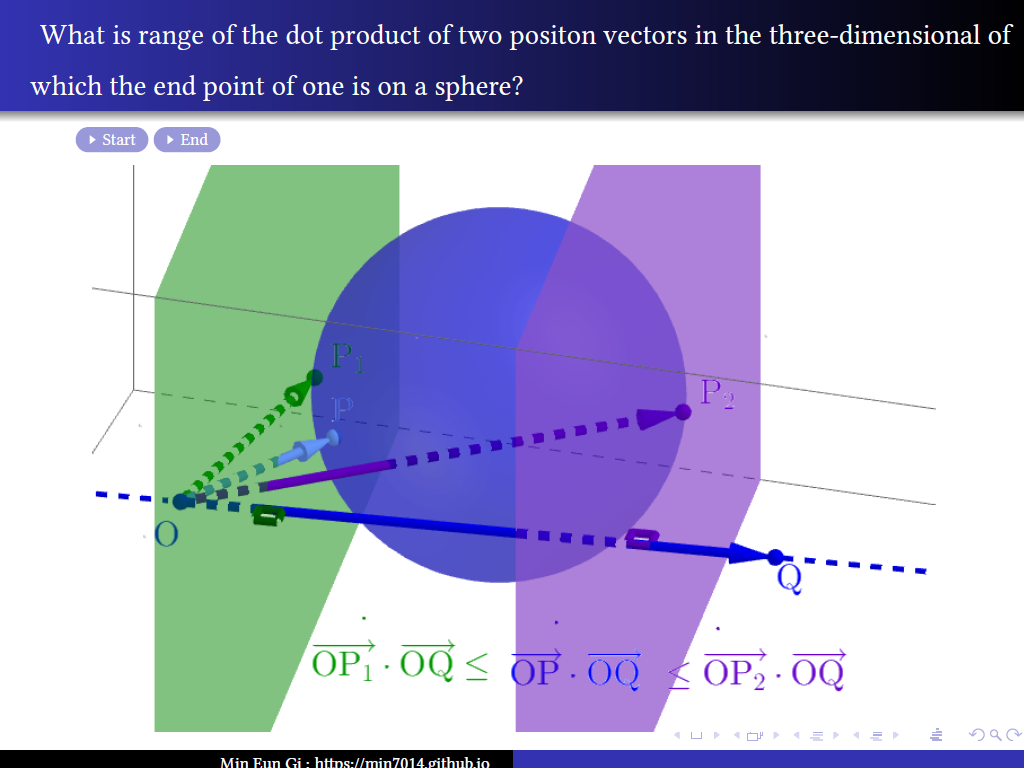 What is range of the dot product of two positon vectors in the three-dimensional of
which the end point of one is on a sphere?
Start End
P₁
P
P₂
O
Q
$\overrightarrow{OP_1} \cdot \overrightarrow{OQ} \leq \overrightarrow{OP} \cdot \overrightarrow{OQ} \leq \overrightarrow{OP_2} \cdot \overrightarrow{OQ}$
Min Eun Gi : https://min7014.github.io